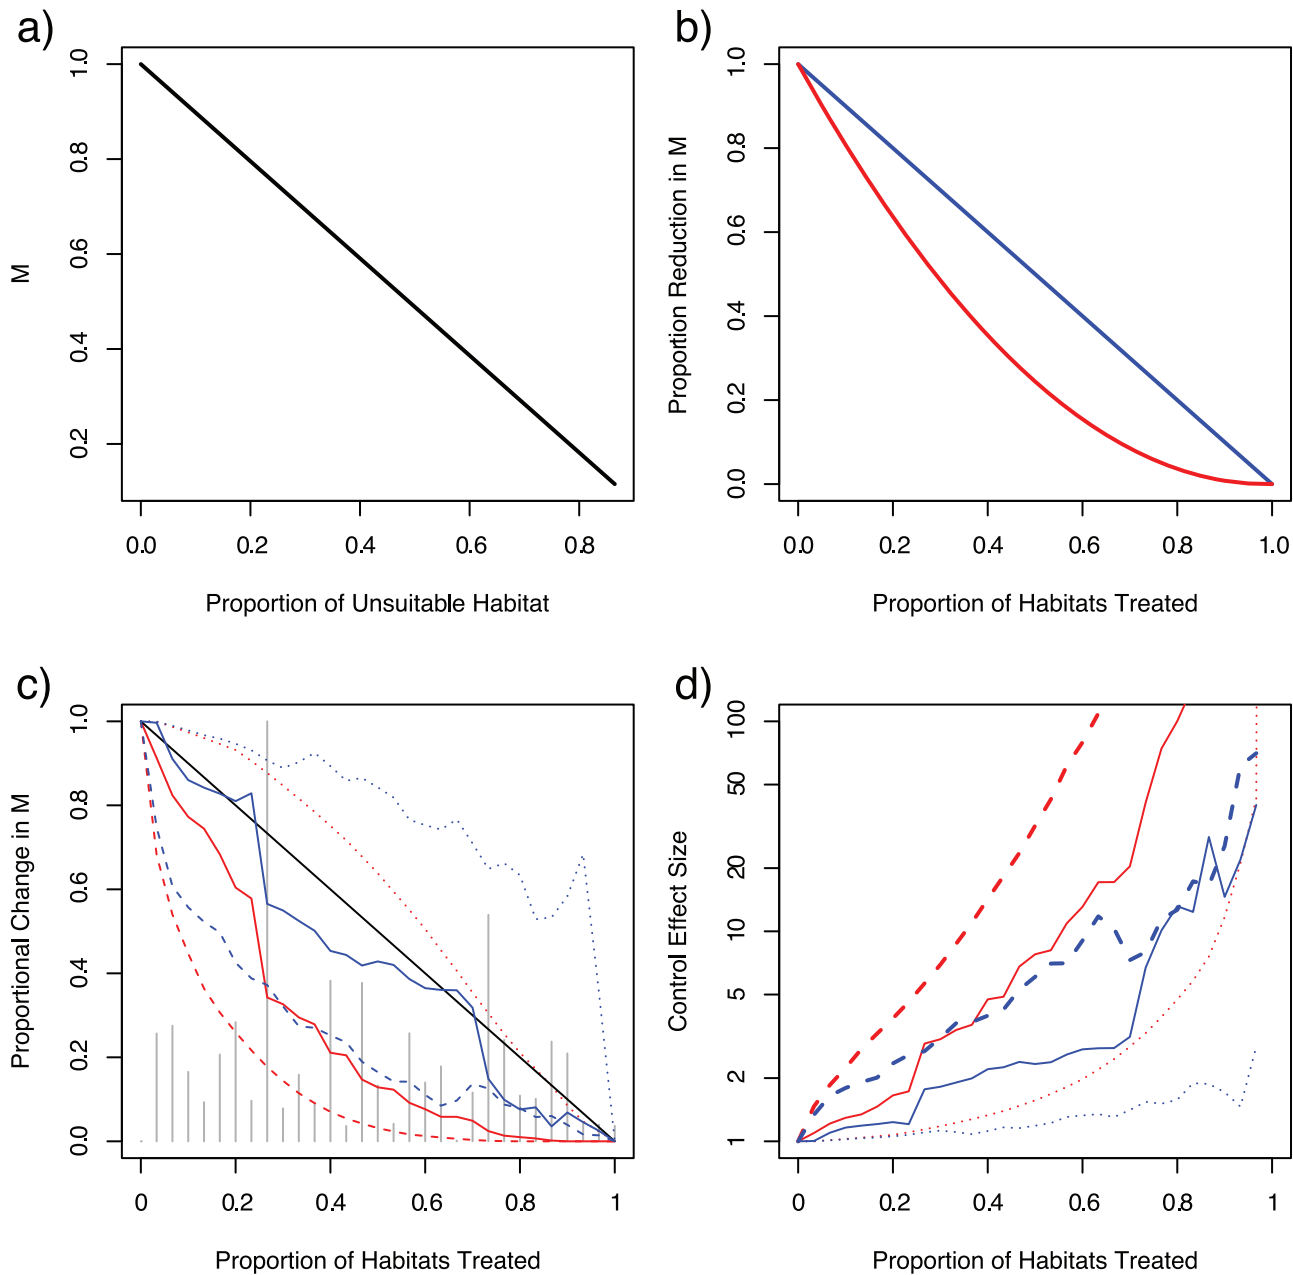 a)
M
1.0
0.8
0.6
0.4
0.2
0.0 0.2 0.4 0.6 0.8
Proportion of Unsuitable Habitat
b)
Proportion Reduction in M
1.0
0.8
0.6
0.4
0.2
0.0
0.0 0.2 0.4 0.6 0.8 1.0
Proportion of Habitats Treated
c)
Proportional Change in M
1.0
0.8
0.6
0.4
0.2
0.0
0 0.2 0.4 0.6 0.8 1
Proportion of Habitats Treated
d)
Control Effect Size
100
50
20
10
5
2
1
0 0.2 0.4 0.6 0.8 1
Proportion of Habitats Treated